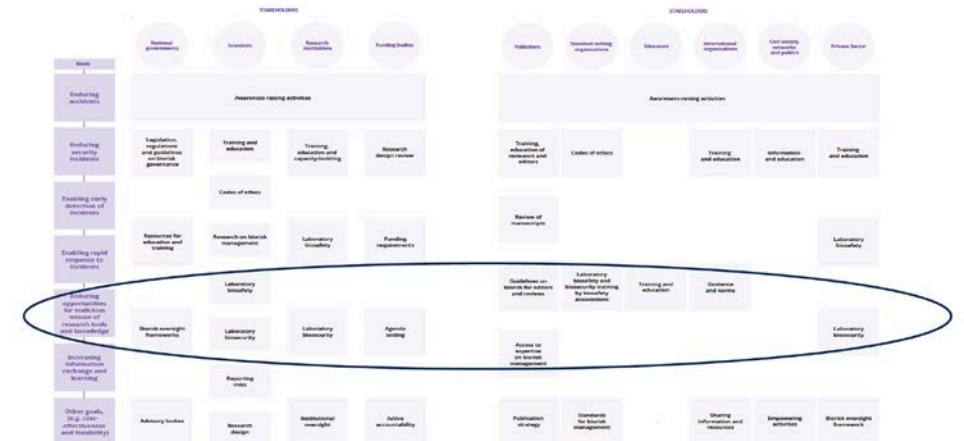 STAKEHOLDERS
STAKEHOLDERS
National
governments
Scientists
Research
institutions
Funding bodies
Publishers
Standard-setting
organisations
Educators
International
organisations
Civil society
networks
and publics
Private Sector
Goals
Reducing
accidents
Awareness-raising activities
Awareness-raising activities
Reducing
security
incidents
Legislation,
regulations
and guidelines
on biorisk
governance
Training and
education
Training,
education and
capacity-building
Research
design review
Training,
education of
reviewers and
editors
Codes of ethics
Training
and education
Information
and education
Training
and education
Enabling early
detection of
incidents
Codes of ethics
Review of
manuscripts
Enabling rapid
response to
incidents
Resources for
education and
training
Research on biorisk
management
Laboratory
biosafety
Funding
requirements
Laboratory
biosafety
Reducing
opportunities
for malicious
misuse of
research tools
and knowledge
Laboratory
biosafety
Guidelines on
biorisk for editors
and reviews
Laboratory
biosafety and
biosecurity training
by biosafety
associations
Training and
education
Guidance
and norms
Biorisk oversight
frameworks
Laboratory
biosecurity
Laboratory
biosecurity
Agenda
setting
Access to
expertise
on biorisk
management
Laboratory
biosecurity
Increasing
information
exchange and
learning
Reporting
Other goals,
(e.g. cost-
effectiveness
and feasibility)
Advisory bodies
Research
design
Institutional
oversight
Active
accountability
Publication
strategy
Standards
for biorisk
management
Sharing
information and
resources
Empowering
activities
Biorisk oversight
framework